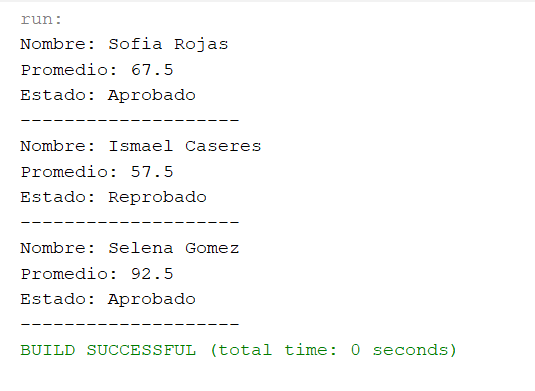 run:
Nombre: Sofia Rojas
Promedio: 67.5
Estado: Aprobado
--------------------
Nombre: Ismael Caseres
Promedio: 57.5
Estado: Reprobado
--------------------
Nombre: Selena Gomez
Promedio: 92.5
Estado: Aprobado
--------------------
BUILD SUCCESSFUL (total time: 0 seconds)